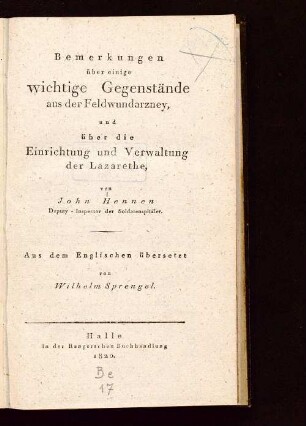 Bemerkungen
über einige
wichtige Gegenstände
aus der Feldwundarzney,
und
über die
Einrichtung und Verwaltung
der Lazarethe,
von
John Hennen
Deputy-Inspector der Soldatenspitäler.
Aus dem Englischen übersetzt
von
Wilhelm Sprengel.
Halle
in der Rengerschen Buchhandlung
1820.
Be
17